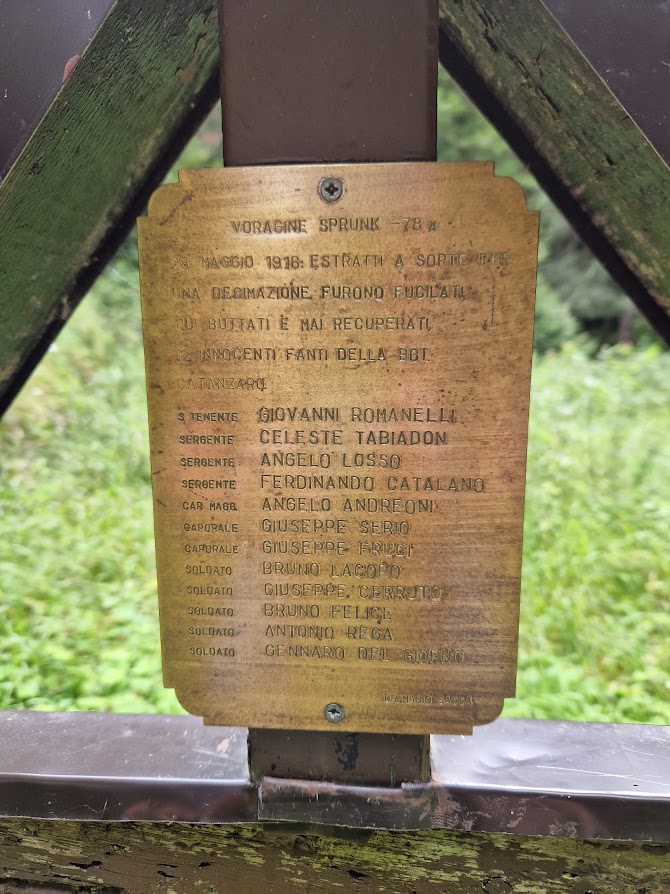 VORAGINE SPRUNK -78 M
MAGGIO 1916: ESTRATTI A SORTE PER
UNA DECIMAZIONE, FURONO FUCILATI,
QUI BUTTATI E MAI RECUPERATI,
12 INNOCENTI FANTI DELLA BGT.
CATANZARO.
S. TENENTE GIOVANNI ROMANELLI
SERGENTE CELESTE TABIADON
SERGENTE ANGELO LOSSO
SERGENTE FERDINANDO CATALANO
CAP. MAGG. ANGELO ANDREONI
CAPORALE GIUSEPPE SERIO
CAPORALE GIUSEPPE FRUCI
SOLDATO BRUNO LACOPO
SOLDATO GIUSEPPE CERRUTO
SOLDATO BRUNO FELICE
SOLDATO ANTONIO REGA
SOLDATO GENNARO DEL GIORNO